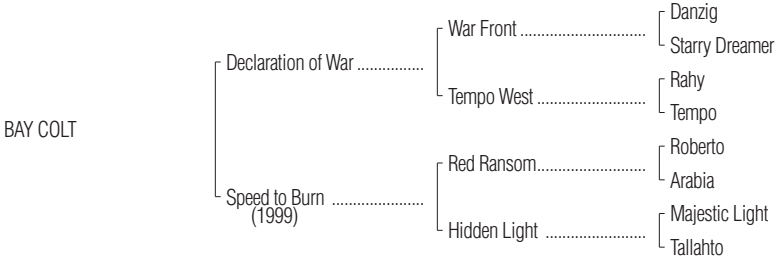 Danzig
War Front ..............................
Starry Dreamer
Declaration of War ................
Rahy
Tempo West ..........................
Tempo
BAY COLT
Roberto
Red Ransom..........................
Arabia
Speed to Burn ......................
(1999)
Majestic Light
Hidden Light ........................
Tallahto